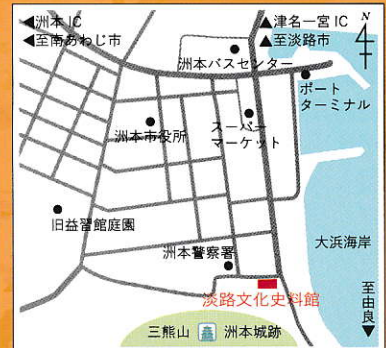 ◀洲本IC
◀至南あわじ市
▲津名一宮IC
▲至淡路市
N
洲本バスセンター
ポート
ターミナル
洲本市役所
スーパー
マーケット
旧益習館庭園
大浜海岸
洲本警察署
淡路文化史料館
至由良▼
三熊山
洲本城跡